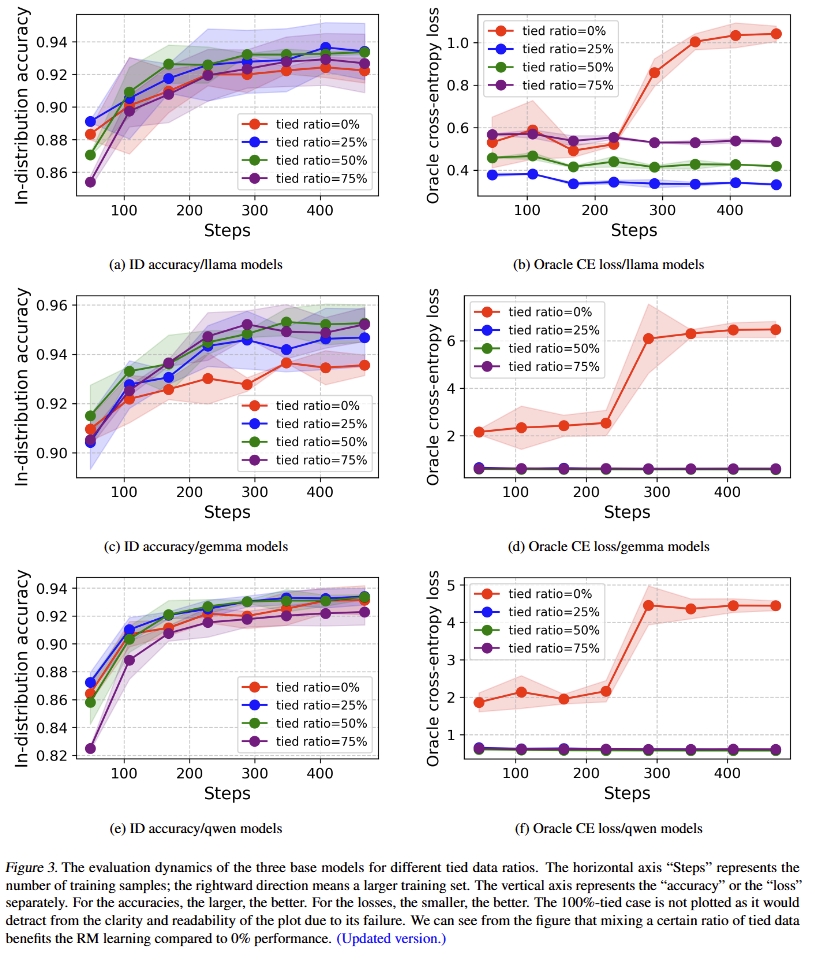 In-distribution accuracy
0.94
0.92
0.90
0.88
0.86
tied ratio=0%
tied ratio=25%
tied ratio=50%
tied ratio=75%
100 200 300 400
Steps
(a) ID accuracy/llama models
Oracle cross-entropy loss
1.0
0.8
0.6
0.4
tied ratio=0%
tied ratio=25%
tied ratio=50%
tied ratio=75%
100 200 300 400
Steps
(b) Oracle CE loss/llama models
In-distribution accuracy
0.96
0.94
0.92
0.90
tied ratio=0%
tied ratio=25%
tied ratio=50%
tied ratio=75%
100 200 300 400
Steps
(c) ID accuracy/gemma models
Oracle cross-entropy loss
6
4
2
tied ratio=0%
tied ratio=25%
tied ratio=50%
tied ratio=75%
100 200 300 400
Steps
(d) Oracle CE loss/gemma models
In-distribution accuracy
0.94
0.92
0.90
0.88
0.86
0.84
0.82
tied ratio=0%
tied ratio=25%
tied ratio=50%
tied ratio=75%
100 200 300 400
Steps
(e) ID accuracy/qwen models
Oracle cross-entropy loss
5
4
3
2
1
tied ratio=0%
tied ratio=25%
tied ratio=50%
tied ratio=75%
100 200 300 400
Steps
(f) Oracle CE loss/qwen models
Figure 3. The evaluation dynamics of the three base models for different tied data ratios. The horizontal axis “Steps” represents the
number of training samples; the rightward direction means a larger training set. The vertical axis represents the “accuracy” or the “loss”
separately. For the accuracies, the larger, the better. For the losses, the smaller, the better. The 100%-tied case is not plotted as it would
detract from the clarity and readability of the plot due to its failure. We can see from the figure that mixing a certain ratio of tied data
benefits the RM learning compared to 0% performance. (Updated version.)